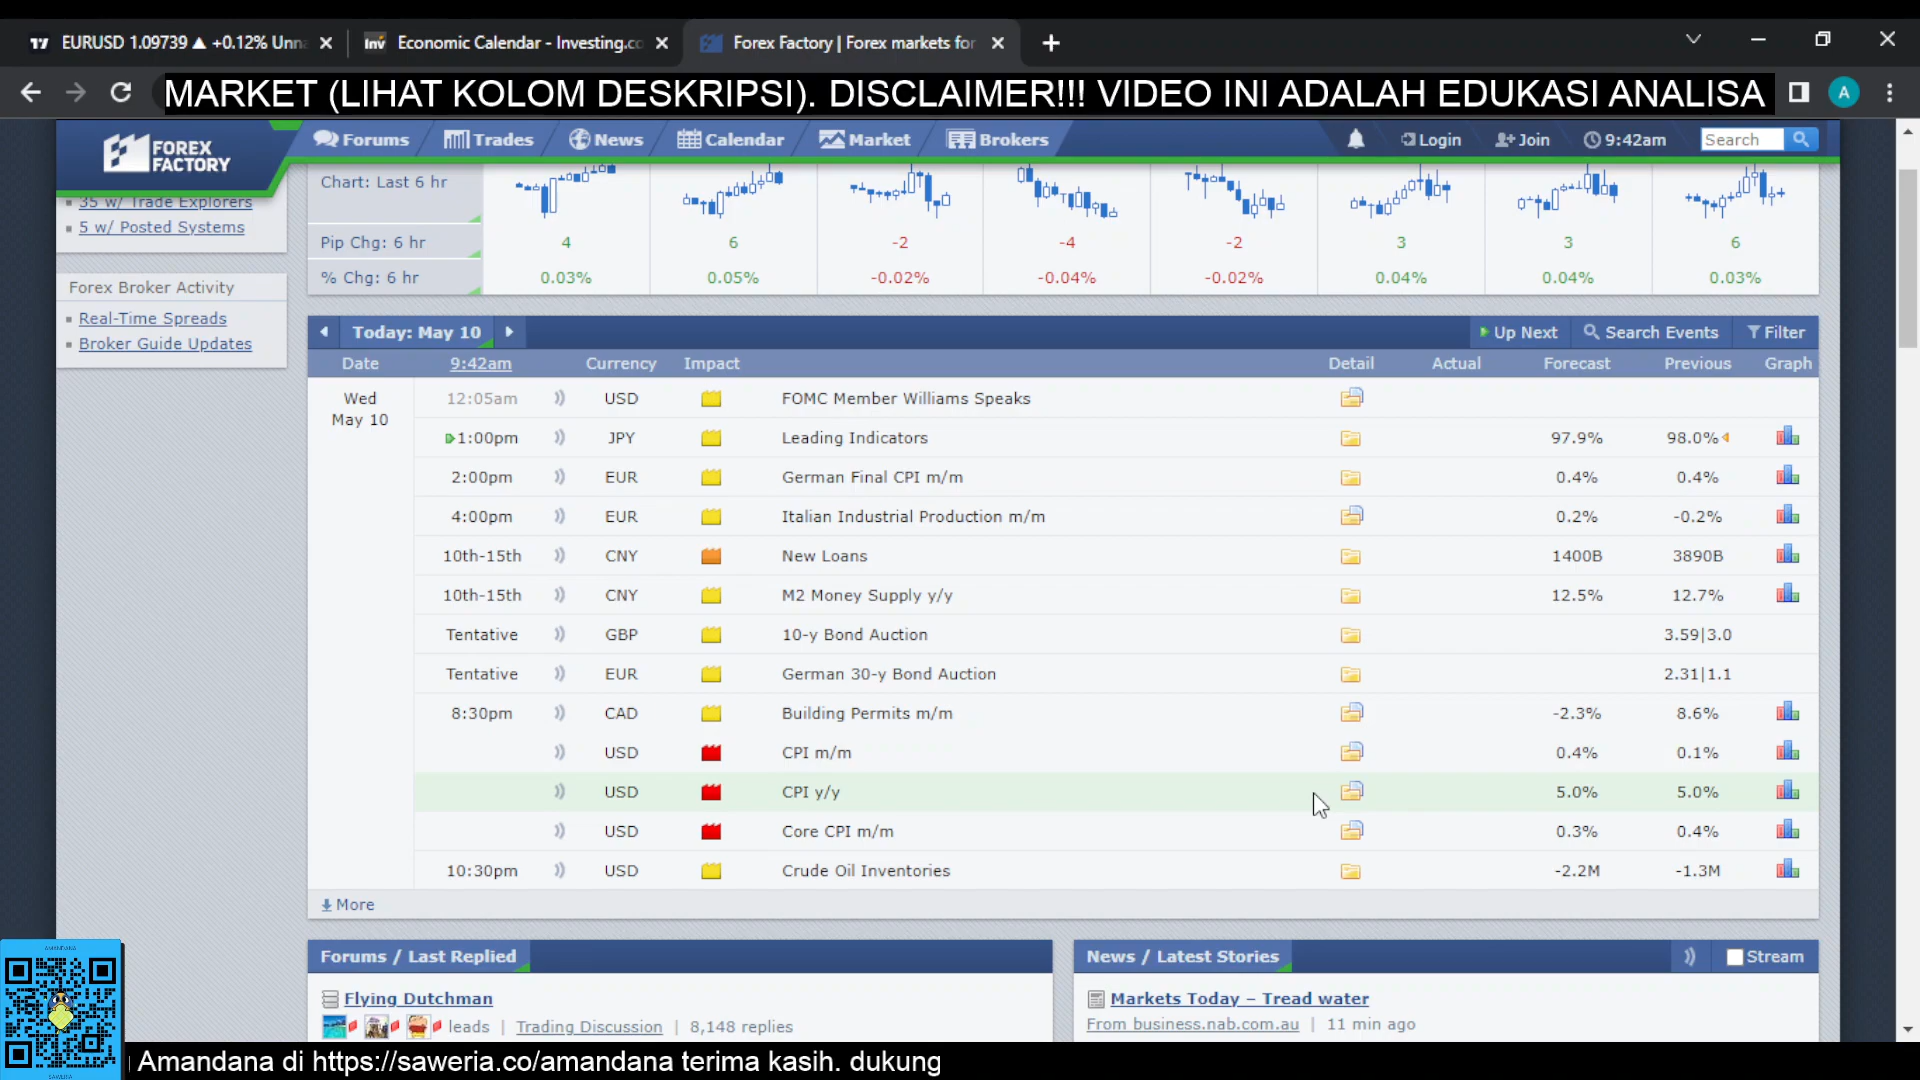 EURUSD 1.09739 ▲ +0.12% Unn
Economic Calendar - Investing.co
Forex Factory | Forex markets for
MARKET (LIHAT KOLOM DESKRIPSI). DISCLAIMER!!! VIDEO INI ADALAH EDUKASI ANALISA
A
FOREX FACTORY
Forums
Trades
News
Calendar
Market
Brokers
Login
Join
9:42am
Search
35 w/ Trade Explorers
5 w/ Posted Systems
Forex Broker Activity
Real-Time Spreads
Broker Guide Updates
Chart: Last 6 hr
Pip Chg: 6 hr 4 6 -2 -4 -2 3 3 6
% Chg: 6 hr 0.03% 0.05% -0.02% -0.04% -0.02% 0.04% 0.04% 0.03%
Today: May 10 Up Next Search Events Filter
Date 9:42am Currency Impact Detail Actual Forecast Previous Graph
Wed May 10
12:05am USD FOMC Member Williams Speaks
1:00pm JPY Leading Indicators 97.9% 98.0%
2:00pm EUR German Final CPI m/m 0.4% 0.4%
4:00pm EUR Italian Industrial Production m/m 0.2% -0.2%
10th-15th CNY New Loans 1400B 3890B
10th-15th CNY M2 Money Supply y/y 12.5% 12.7%
Tentative GBP 10-y Bond Auction 3.59|3.0
Tentative EUR German 30-y Bond Auction 2.31|1.1
8:30pm CAD Building Permits m/m -2.3% 8.6%
USD CPI m/m 0.4% 0.1%
USD CPI y/y 5.0% 5.0%
USD Core CPI m/m 0.3% 0.4%
10:30pm USD Crude Oil Inventories -2.2M -1.3M
More
Forums / Last Replied
Flying Dutchman
leads | Trading Discussion | 8,148 replies
News / Latest Stories
Stream
Markets Today – Tread water
From business.nab.com.au | 11 min ago
AMANDANA
SAWERIA
Amandana di https://saweria.co/amandana terima kasih. dukung